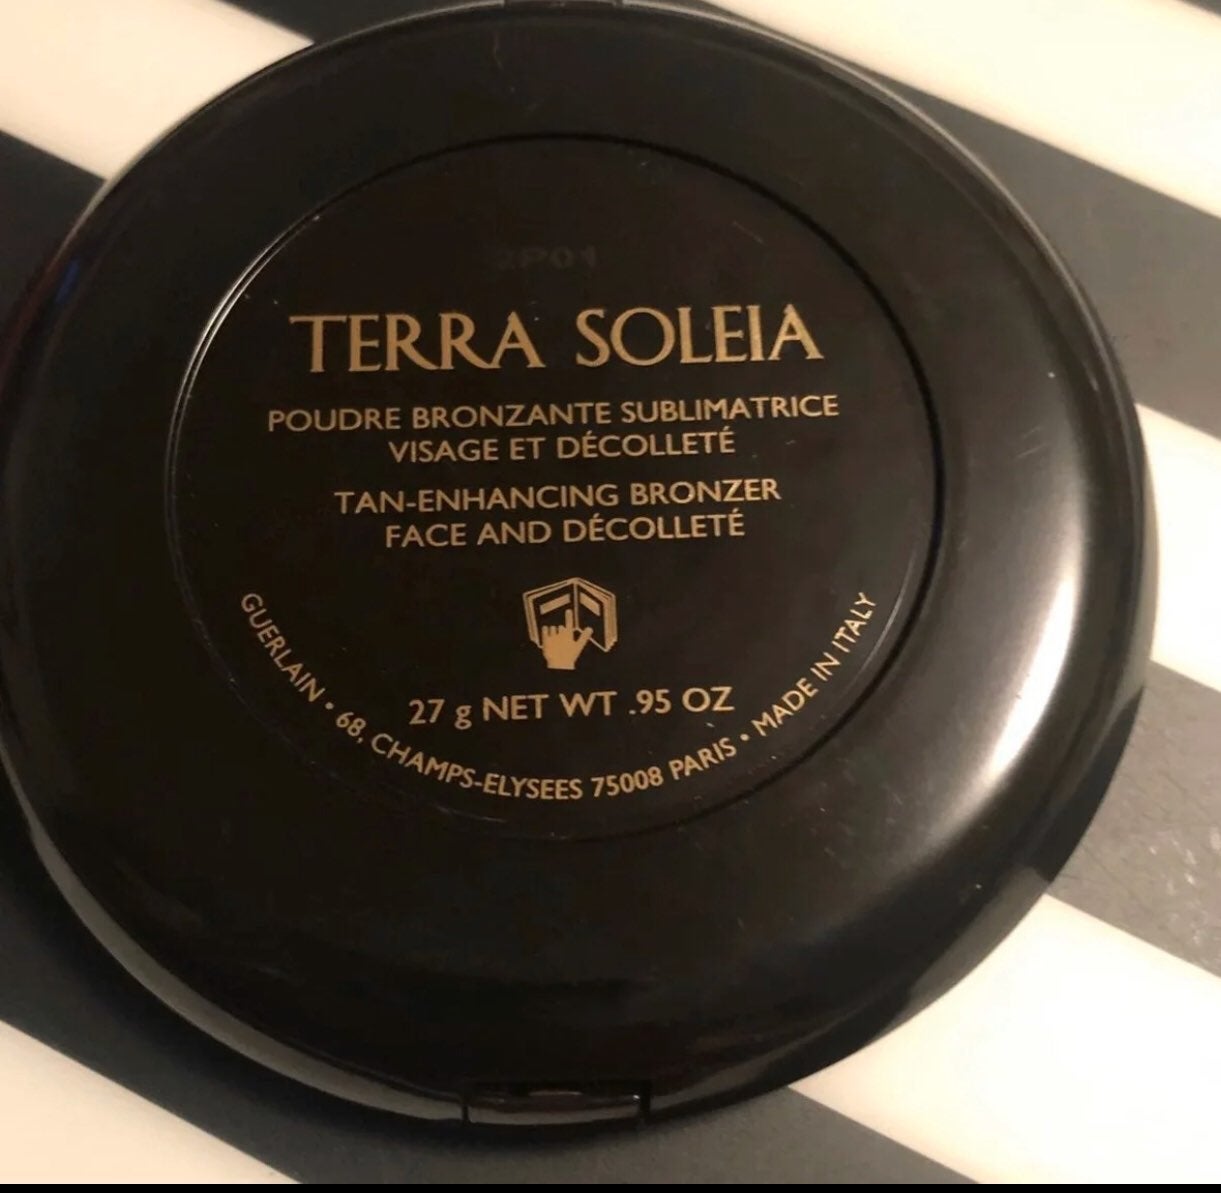 TERRA SOLEIA
POUDRE BRONZANTE SUBLIMATRICE
VISAGE ET DÉCOLLETÉ
TAN-ENHANCING BRONZER
FACE AND DÉCOLLETÉ
27 g NET WT .95 OZ
GUERLAIN • 68, CHAMPS-ELYSEES 75008 PARIS • MADE IN ITALY